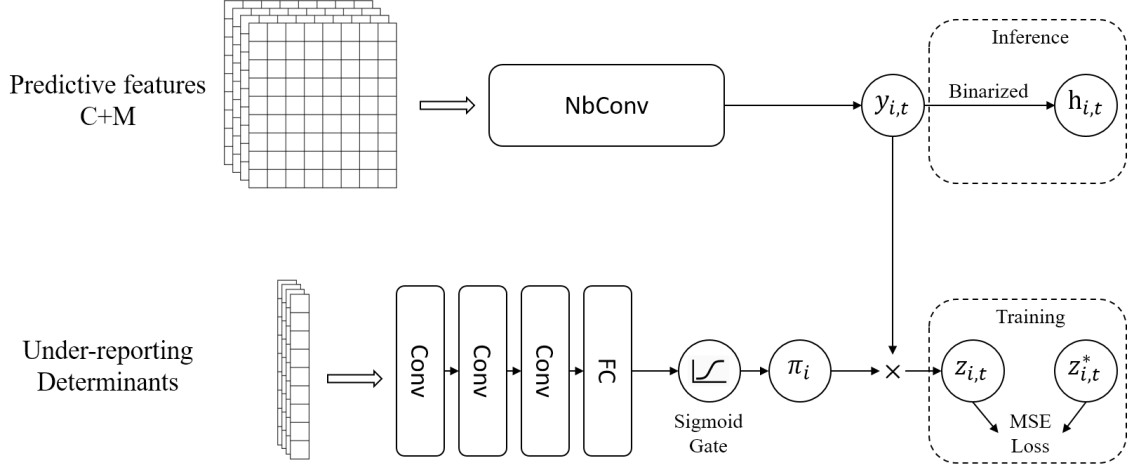 Predictive features
C+M
NbConv
y_{i,t}
Inference
Binarized
h_{i,t}
Under-reporting
Determinants
Conv
Conv
Conv
FC
Sigmoid
Gate
π_i
×
Training
z_{i,t}
z^*_{i,t}
MSE
Loss